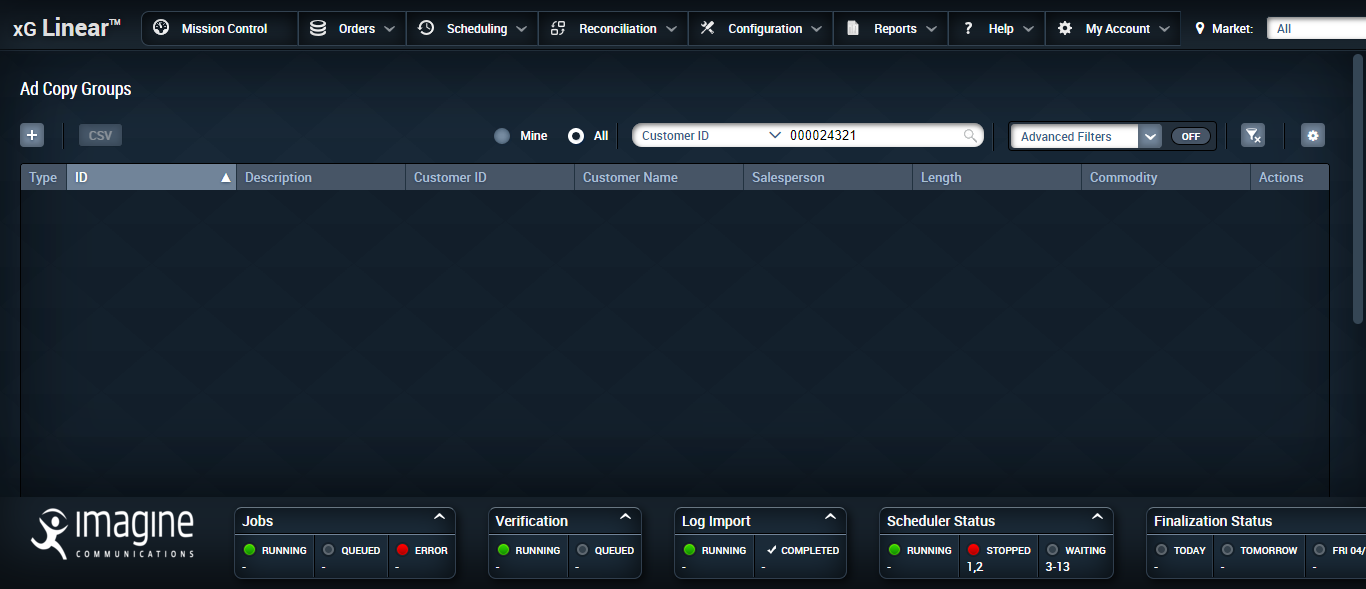 xG Linear™ Mission Control Orders Scheduling Reconciliation Configuration Reports ? Help My Account Market: All
Ad Copy Groups
+ CSV Mine All Customer ID 000024321 Advanced Filters OFF
Type ID Description Customer ID Customer Name Salesperson Length Commodity Actions
imagine
COMMUNICATIONS
Jobs
RUNNING QUEUED ERROR
- - -
Verification
RUNNING QUEUED
- -
Log Import
RUNNING COMPLETED
- -
Scheduler Status
RUNNING STOPPED WAITING
- 1,2 3-13
Finalization Status
TODAY TOMORROW FRI 04/
- - -